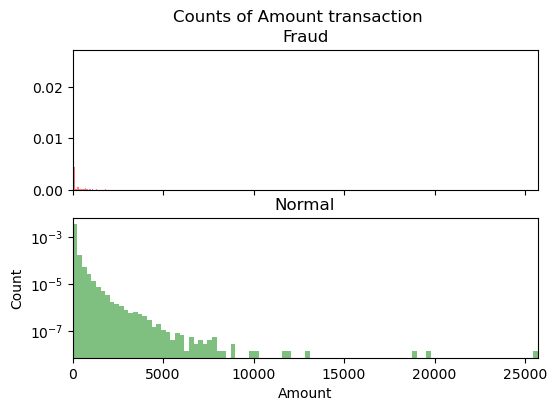 Counts of Amount transaction
Fraud
0.02
0.01
0.00
Normal
10⁻³
10⁻⁵
10⁻⁷
Count
0 5000 10000 15000 20000 25000
Amount